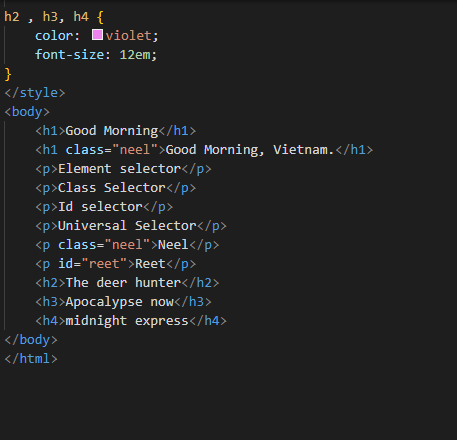 h2 , h3, h4 {
    color: violet;
    font-size: 12em;
}
</style>
<body>
    <h1>Good Morning</h1>
    <h1 class="neel">Good Morning, Vietnam.</h1>
    <p>Element selector</p>
    <p>Class Selector</p>
    <p>Id selector</p>
    <p>Universal Selector</p>
    <p class="neel">Neel</p>
    <p id="reet">Reet</p>
    <h2>The deer hunter</h2>
    <h3>Apocalypse now</h3>
    <h4>midnight express</h4>
</body>
</html>